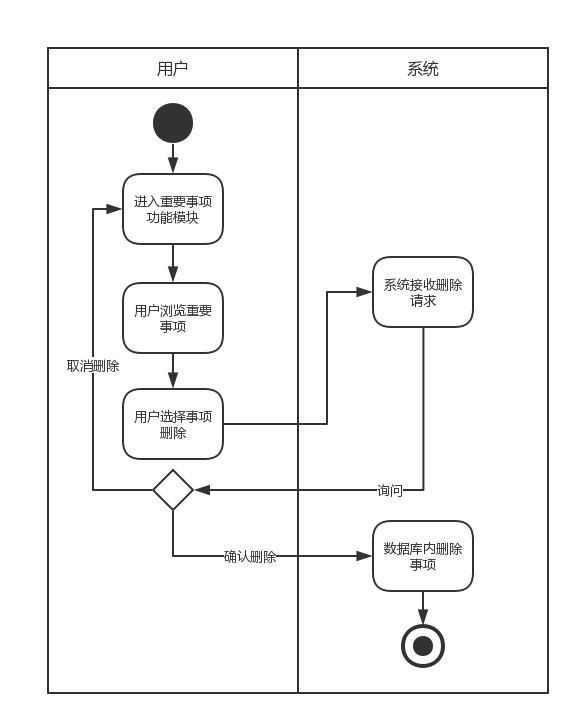 用户
系统
进入重要事项
功能模块
用户浏览重要
事项
系统接收删除
请求
取消删除
用户选择事项
删除
询问
确认删除
数据库内删除
事项